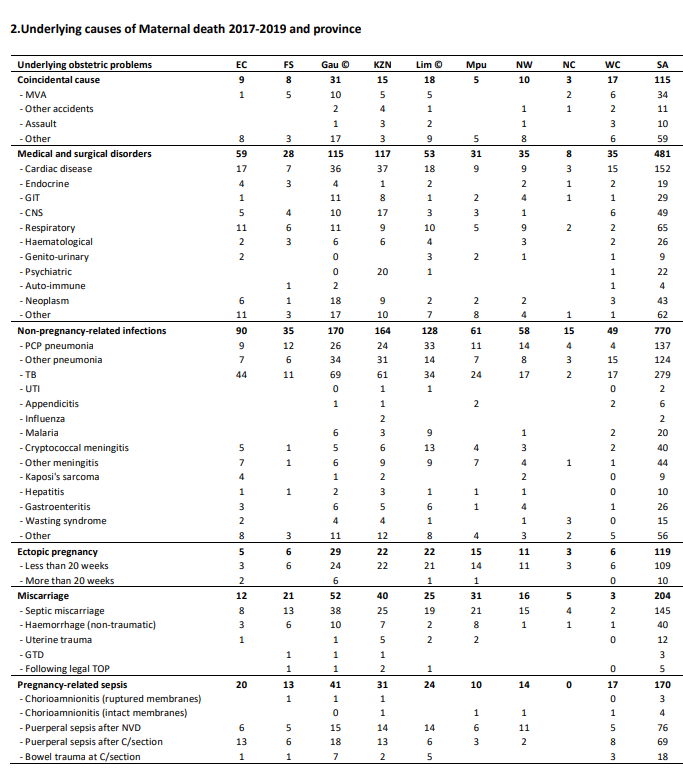 2.Underlying causes of Maternal death 2017-2019 and province
Underlying obstetric problems EC FS Gau © KZN Lim © Mpu NW NC WC SA
Coincidental cause 9 8 31 15 18 5 10 3 17 115
- MVA 1 5 10 5 5 2 6 34
- Other accidents 2 4 1 1 1 2 11
- Assault 1 3 2 1 3 10
- Other 8 3 17 3 9 5 8 6 59
Medical and surgical disorders 59 28 115 117 53 31 35 8 35 481
- Cardiac disease 17 7 36 37 18 9 9 3 15 152
- Endocrine 4 3 4 1 2 2 1 2 19
- GIT 1 11 8 1 2 4 1 1 29
- CNS 5 4 10 17 3 3 1 6 49
- Respiratory 11 6 11 9 10 5 9 2 2 65
- Haematological 2 3 6 6 4 3 2 26
- Genito-urinary 2 0 3 2 1 1 9
- Psychiatric 0 20 1 1 22
- Auto-immune 1 2 1 4
- Neoplasm 6 1 18 9 2 2 2 3 43
- Other 11 3 17 10 7 8 4 1 1 62
Non-pregnancy-related infections 90 35 170 164 128 61 58 15 49 770
- PCP pneumonia 9 12 26 24 33 11 14 4 4 137
- Other pneumonia 7 6 34 31 14 7 8 3 15 124
- TB 44 11 69 61 34 24 17 2 17 279
- UTI 0 1 1 0 2
- Appendicitis 1 1 2 2 6
- Influenza 2 2
- Malaria 6 3 9 1 2 20
- Cryptococcal meningitis 5 1 5 6 13 4 3 2 40
- Other meningitis 7 1 6 9 9 7 4 1 1 44
- Kaposi's sarcoma 4 1 2 2 0 9
- Hepatitis 1 1 2 3 1 1 1 0 10
- Gastroenteritis 3 6 5 6 1 4 1 26
- Wasting syndrome 2 4 4 1 1 3 0 15
- Other 8 3 11 12 8 4 3 2 5 56
Ectopic pregnancy 5 6 29 22 22 15 11 3 6 119
- Less than 20 weeks 3 6 24 22 21 14 11 3 6 109
- More than 20 weeks 2 6 1 1 0 10
Miscarriage 12 21 52 40 25 31 16 5 3 204
- Septic miscarriage 8 13 38 25 19 21 15 4 2 145
- Haemorrhage (non-traumatic) 3 6 10 7 2 8 1 1 1 40
- Uterine trauma 1 1 5 2 2 0 12
- GTD 1 1 1 3
- Following legal TOP 1 1 2 1 0 5
Pregnancy-related sepsis 20 13 41 31 24 10 14 0 17 170
- Chorioamnionitis (ruptured membranes) 1 1 1 0 3
- Chorioamnionitis (intact membranes) 0 1 1 1 1 4
- Puerperal sepsis after NVD 6 5 15 14 14 6 11 5 76
- Puerperal sepsis after C/section 13 6 18 13 6 3 2 8 69
- Bowel trauma at C/section 1 1 7 2 5 3 18